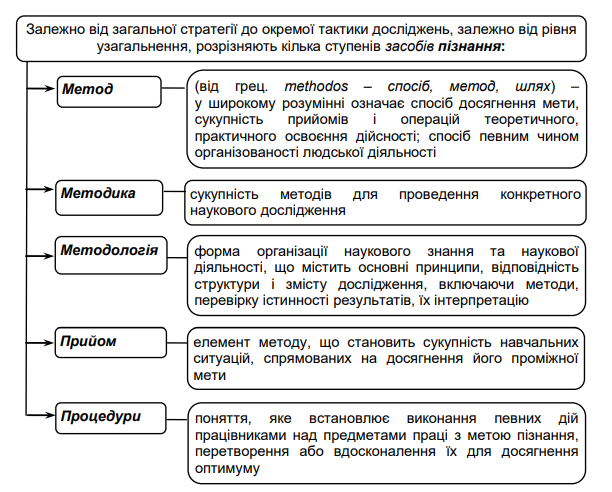 Залежно від загальної стратегії до окремої тактики досліджень, залежно від рівня
узагальнення, розрізняють кілька ступенів засобів пізнання:
Метод
(від грец. methodos – спосіб, метод, шлях) –
у широкому розумінні означає спосіб досягнення мети,
сукупність прийомів і операцій теоретичного,
практичного освоєння дійсності; спосіб певним чином
організованості людської діяльності
Методика
сукупність методів для проведення конкретного
наукового дослідження
Методологія
форма організації наукового знання та наукової
діяльності, що містить основні принципи, відповідність
структури і змісту дослідження, включаючи методи,
перевірку істинності результатів, їх інтерпретацію
Прийом
елемент методу, що становить сукупність навчальних
ситуацій, спрямованих на досягнення його проміжної
мети
Процедури
поняття, яке встановлює виконання певних дій
працівниками над предметами праці з метою пізнання,
перетворення або вдосконалення їх для досягнення
оптимуму